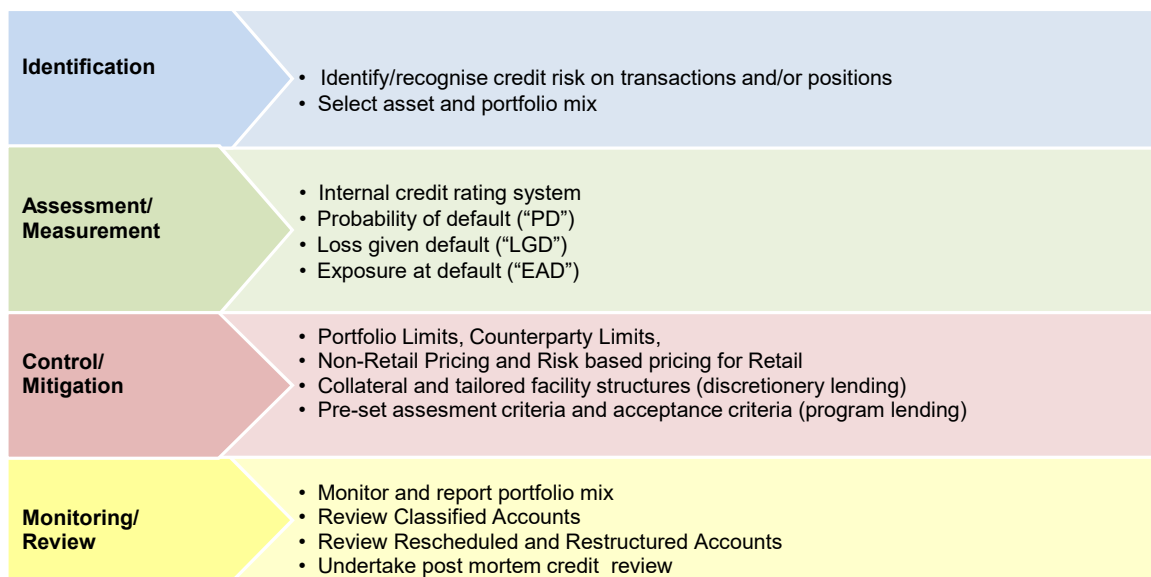 Identification
• Identify/recognise credit risk on transactions and/or positions
• Select asset and portfolio mix
Assessment/
Measurement
• Internal credit rating system
• Probability of default (“PD”)
• Loss given default (“LGD”)
• Exposure at default (“EAD”)
Control/
Mitigation
• Portfolio Limits, Counterparty Limits,
• Non-Retail Pricing and Risk based pricing for Retail
• Collateral and tailored facility structures (discretionery lending)
• Pre-set assesment criteria and acceptance criteria (program lending)
Monitoring/
Review
• Monitor and report portfolio mix
• Review Classified Accounts
• Review Rescheduled and Restructured Accounts
• Undertake post mortem credit review